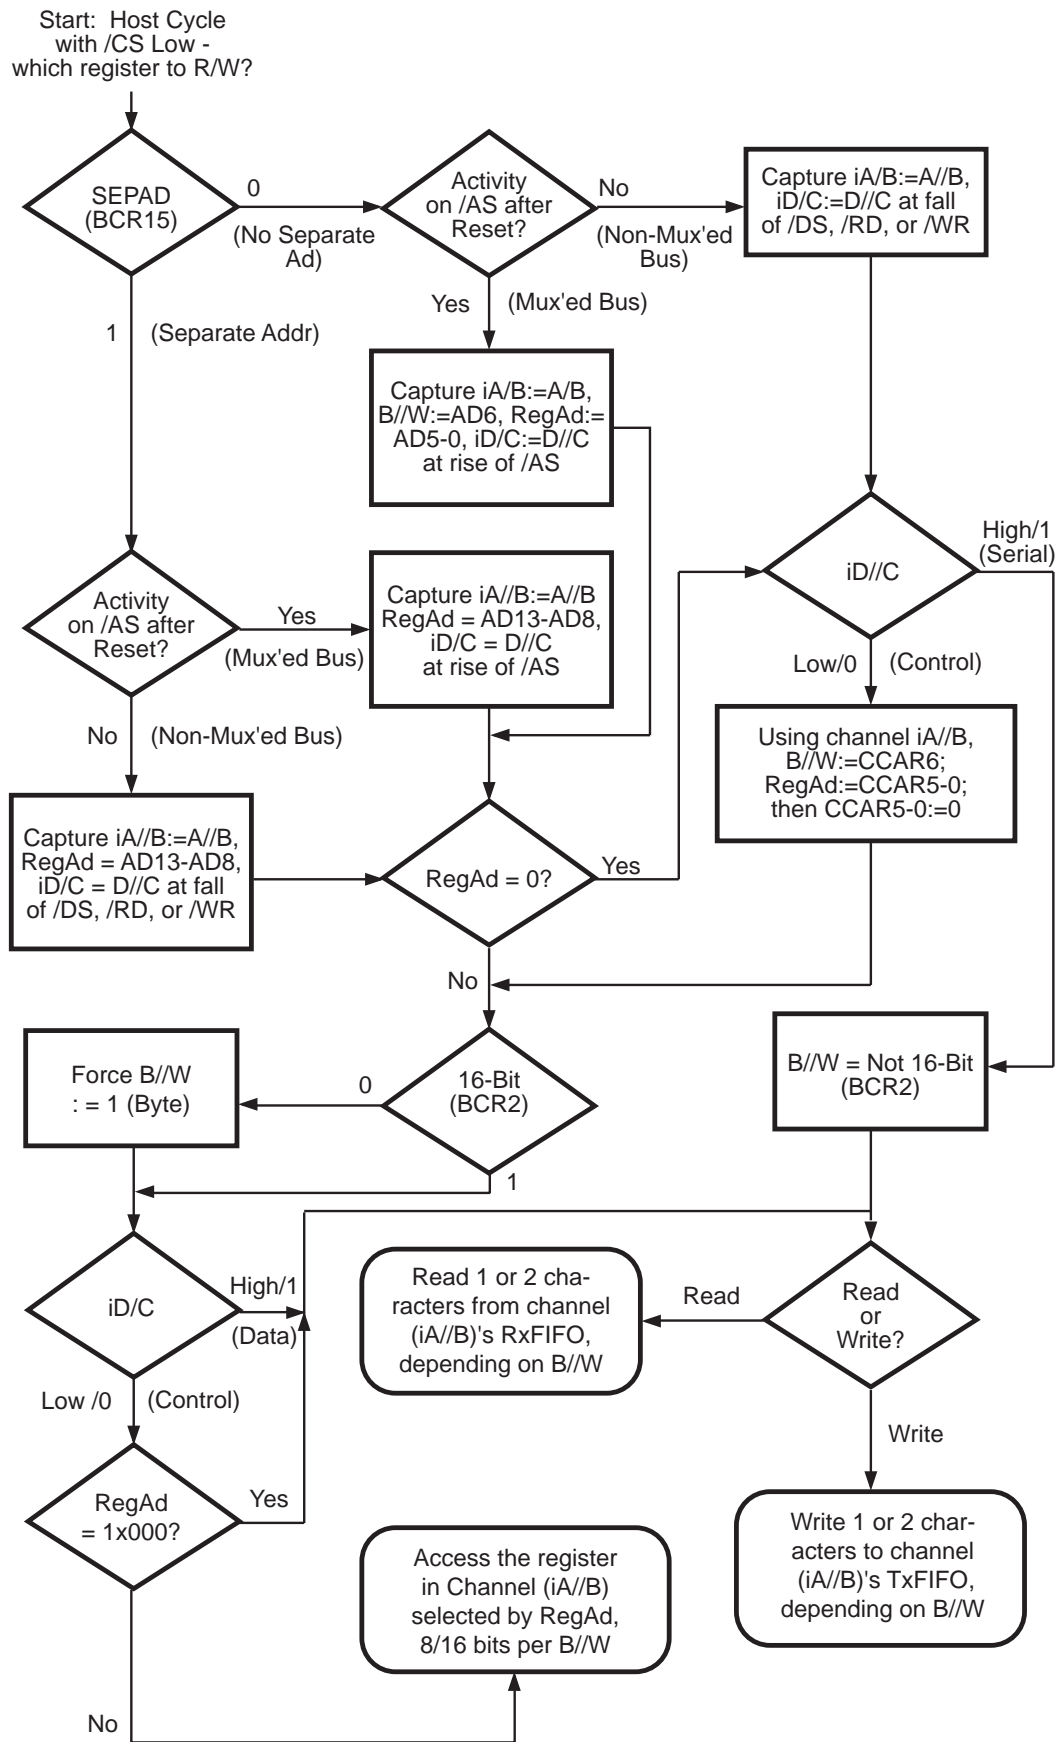 Start: Host Cycle
with /CS Low -
which register to R/W?
SEPAD
(BCR15)
0
(No Separate
Ad)
Activity
on /AS after
Reset?
No
(Non-Mux'ed
Bus)
Capture iA/B:=A//B,
iD/C:=D//C at fall
of /DS, /RD, or /WR
Yes
(Mux'ed Bus)
1
(Separate Addr)
Capture iA/B:=A/B,
B//W:=AD6, RegAd:=
AD5-0, iD/C:=D//C
at rise of /AS
High/1
(Serial)
iD//C
Activity
on /AS after
Reset?
Yes
(Mux'ed Bus)
Capture iA//B:=A//B
RegAd = AD13-AD8,
iD/C = D//C
at rise of /AS
Low/0
(Control)
No
(Non-Mux'ed Bus)
Using channel iA//B,
B//W:=CCAR6;
RegAd:=CCAR5-0;
then CCAR5-0:=0
Capture iA//B:=A//B,
RegAd = AD13-AD8,
iD/C = D//C at fall
of /DS, /RD, or /WR
RegAd = 0?
Yes
No
Force B//W
: = 1 (Byte)
0
16-Bit
(BCR2)
B//W = Not 16-Bit
(BCR2)
1
iD/C
High/1
(Data)
Read 1 or 2 cha-
racters from channel
(iA//B)'s RxFIFO,
depending on B//W
Read
Read
or
Write?
Low /0
(Control)
Write
RegAd
= 1x000?
Yes
Access the register
in Channel (iA//B)
selected by RegAd,
8/16 bits per B//W
Write 1 or 2 char-
acters to channel
(iA//B)'s TxFIFO,
depending on B//W
No